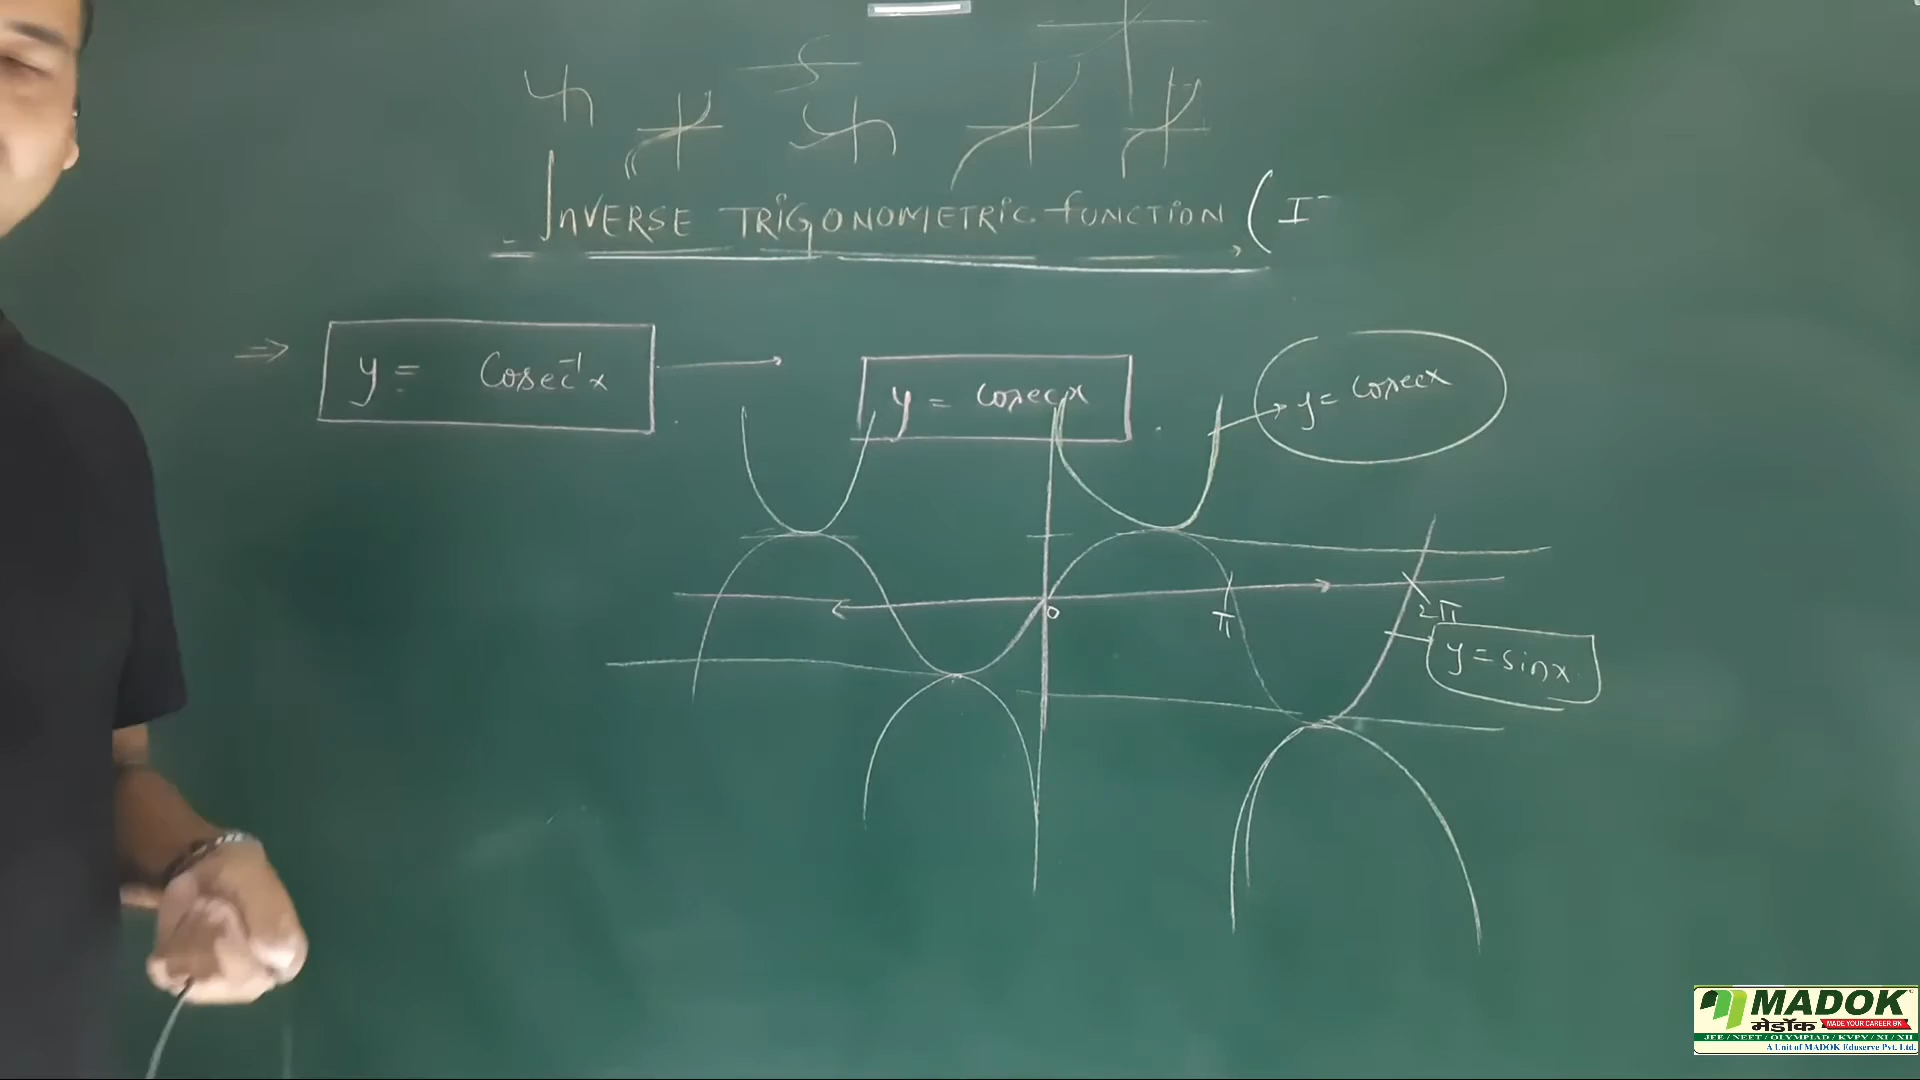 INVERSE TRIGONOMETRIC FUNCTION (I
⇒ y = Cosec⁻¹x
y = cosecx
y = cosecx
0
π
2π
y = sinx
MADOK
मेडॉक MADE YOUR CAREER BK
JEE / NEET / OLYMPIAD / KVPY / XI / XII
A Unit of MADOK Eduserve Pvt. Ltd.